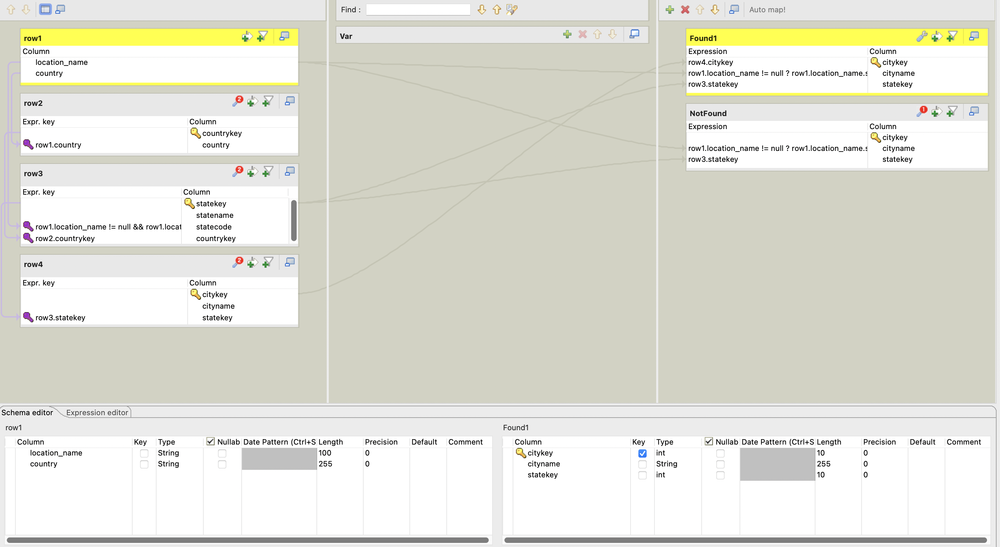 Find :
Auto map!
row1
Column
location_name
country
row2
2
Expr. key Column
countrykey
row1.country country
row3
2
Expr. key Column
statekey
statename
row1.location_name != null && row1.locat statecode
row2.countrykey countrykey
row4
2
Expr. key Column
citykey
cityname
row3.statekey statekey
Var
Found1
Expression Column
row4.citykey citykey
row1.location_name != null ? row1.location_name.s cityname
row3.statekey statekey
NotFound
1
Expression Column
citykey
row1.location_name != null ? row1.location_name.s cityname
row3.statekey statekey
Schema editor Expression editor
row1
Column Key Type Nullab Date Pattern (Ctrl+S Length Precision Default Comment
location_name String 100 0
country String 255 0
Found1
Column Key Type Nullab Date Pattern (Ctrl+S Length Precision Default Comment
citykey int 10 0
cityname String 255 0
statekey int 10 0